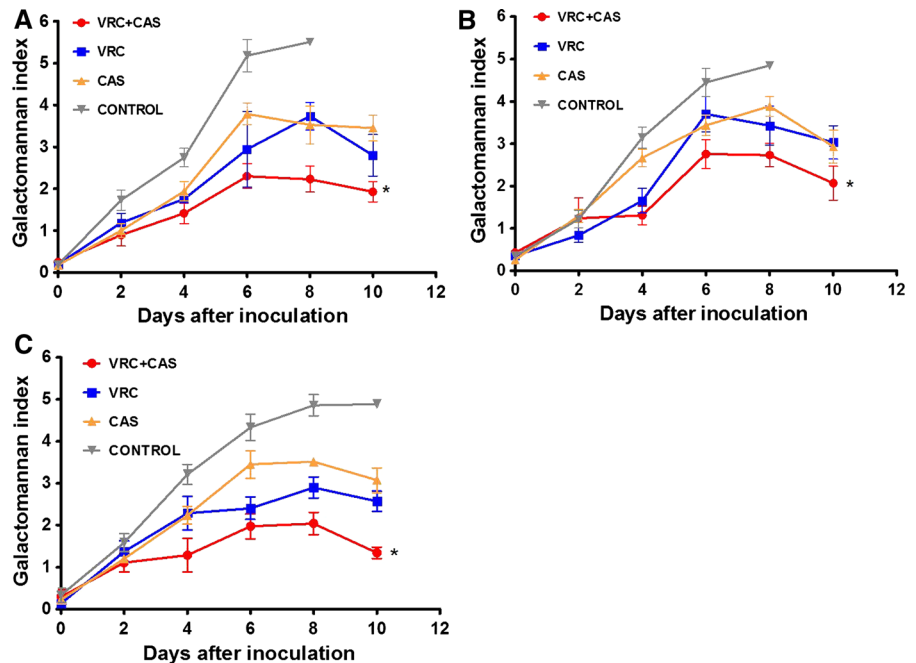 A
VRC+CAS
VRC
CAS
CONTROL
Galactomannan index
6
5
4
3
2
1
0
0 2 4 6 8 10 12
*
Days after inoculation
B
VRC+CAS
VRC
CAS
CONTROL
Galactomannan index
6
5
4
3
2
1
0
0 2 4 6 8 10 12
*
Days after inoculation
C
VRC+CAS
VRC
CAS
CONTROL
Galactomannan index
6
5
4
3
2
1
0
0 2 4 6 8 10 12
*
Days after inoculation